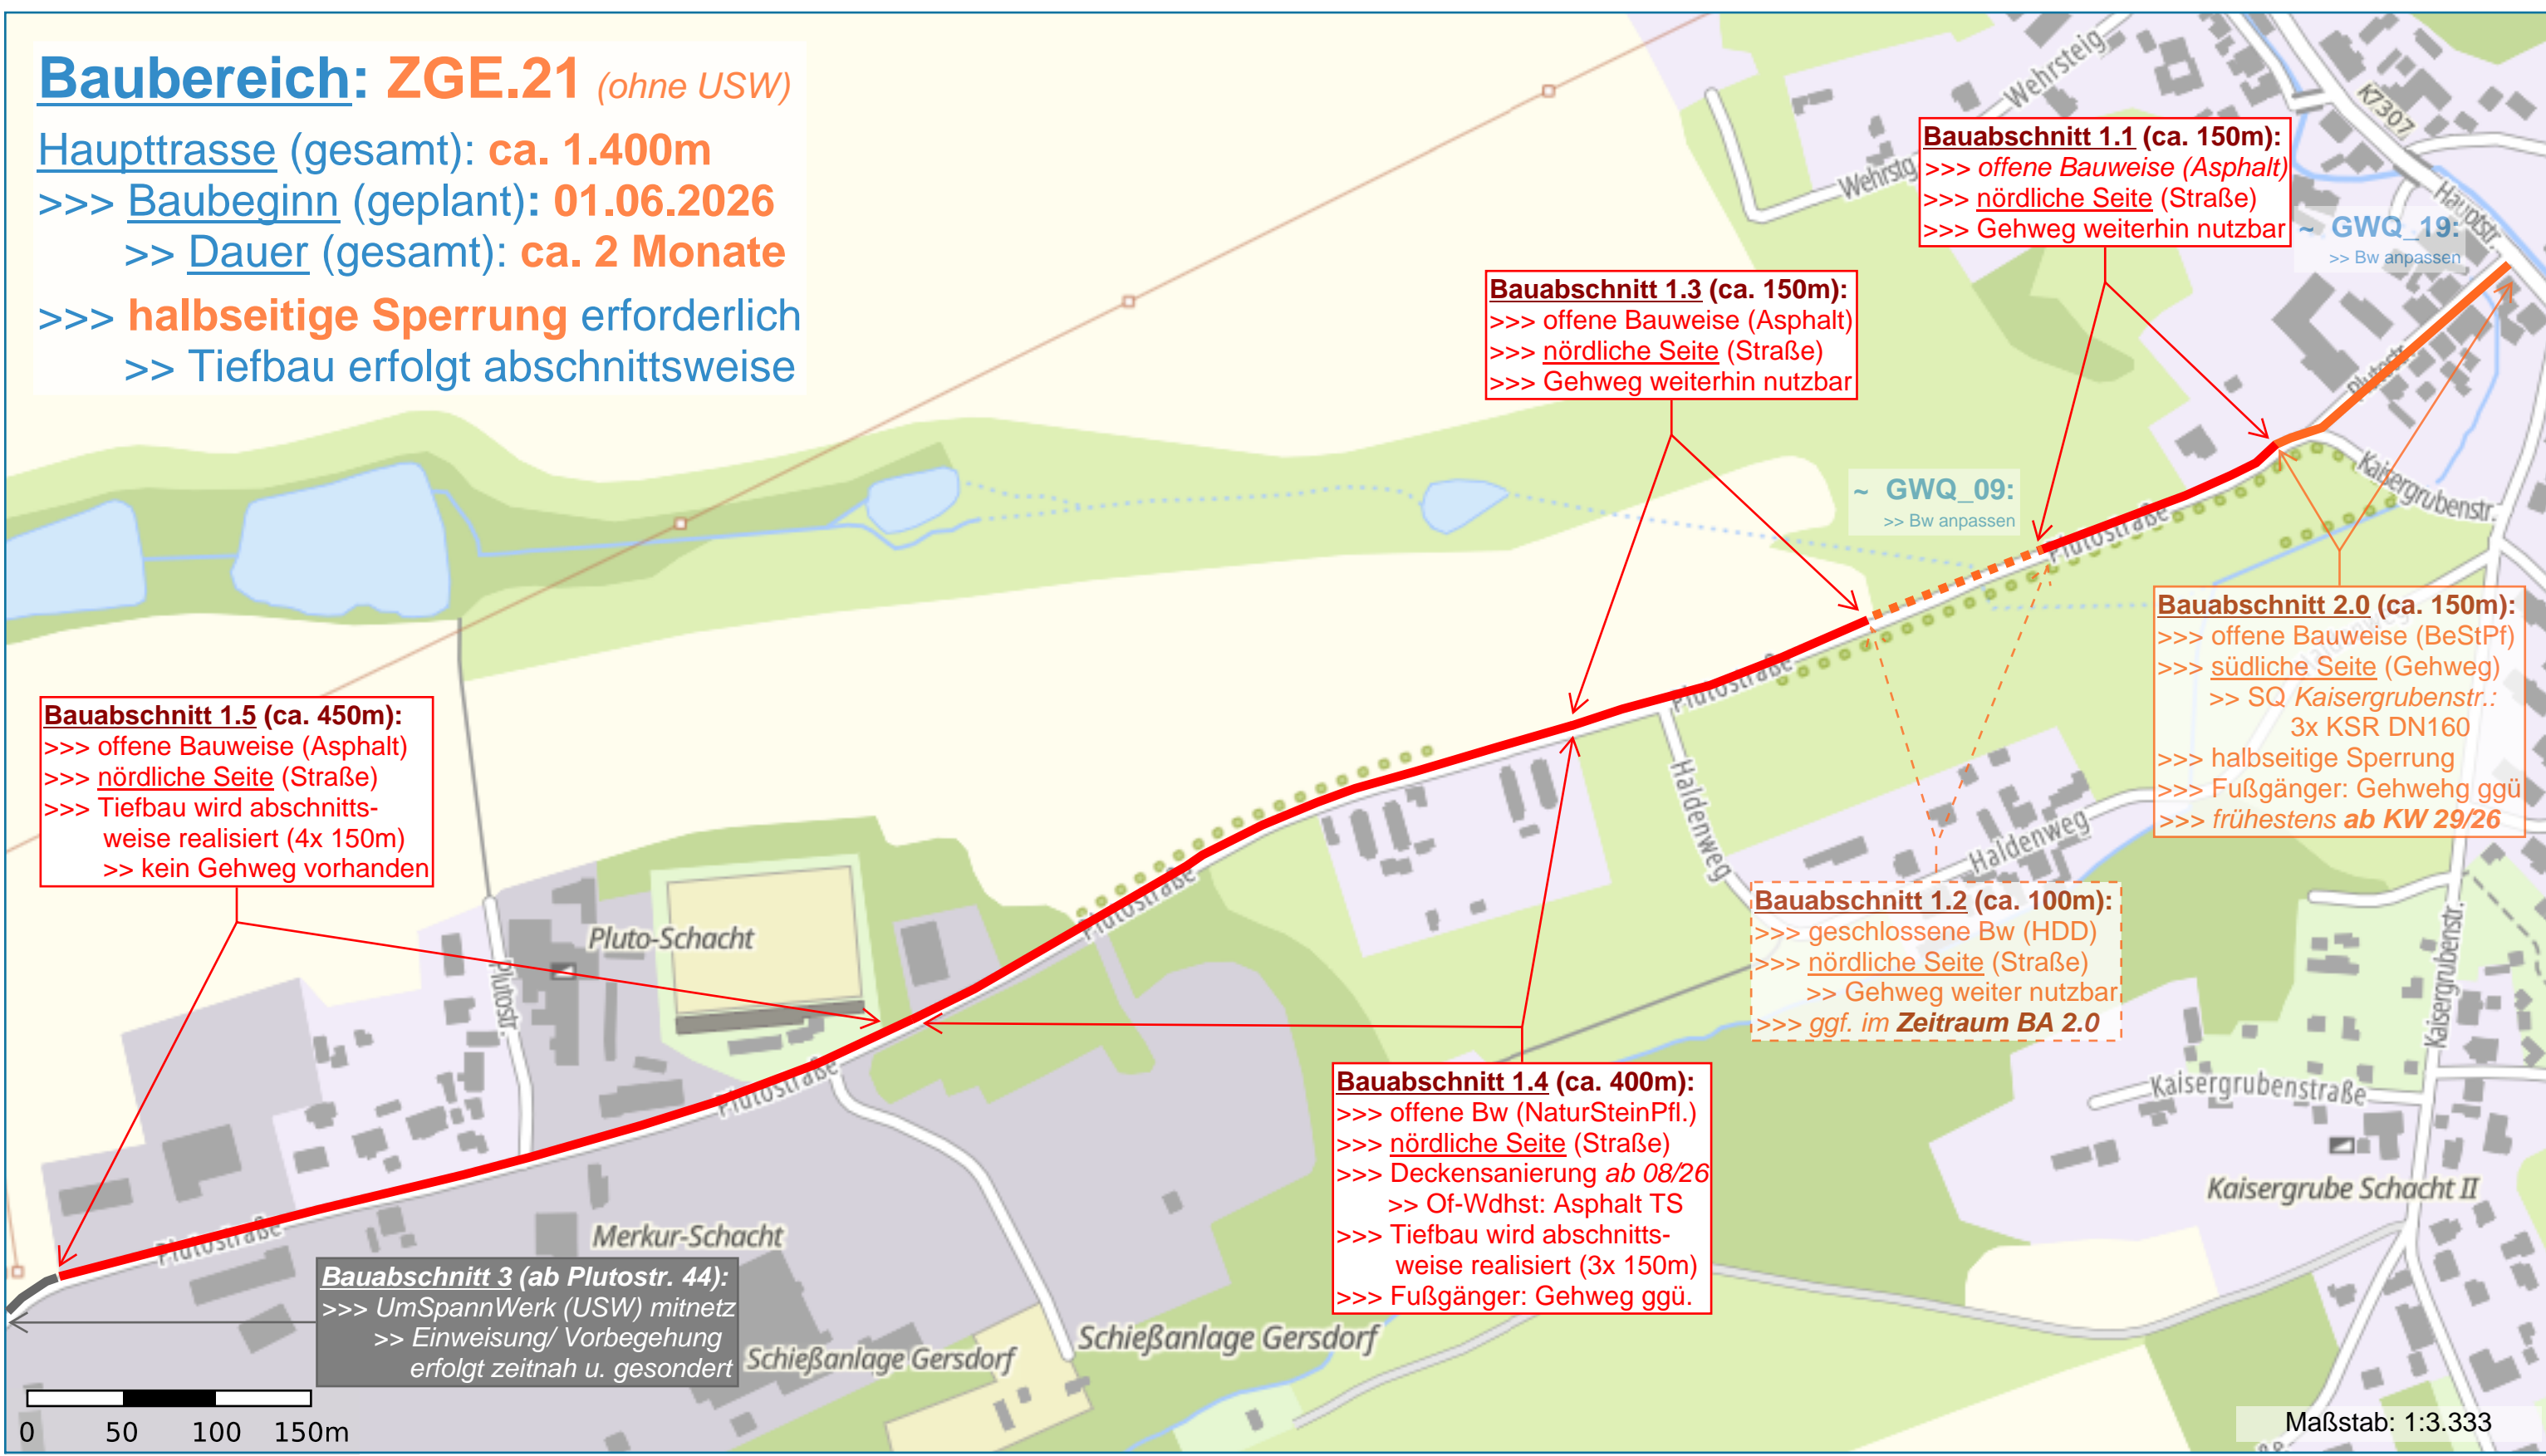 Baubereich: ZGE.21 (ohne USW)
Haupttrasse (gesamt): ca. 1.400m
>>> Baubeginn (geplant): 01.06.2026
>> Dauer (gesamt): ca. 2 Monate
>>> halbseitige Sperrung erforderlich
>> Tiefbau erfolgt abschnittsweise
Wehrsteig
K7307
Wehrstg
Hauptstr.
Bauabschnitt 1.1 (ca. 150m):
>>> offene Bauweise (Asphalt)
>>> nördliche Seite (Straße)
>>> Gehweg weiterhin nutzbar
~ GWQ_19:
>> Bw anpassen
Bauabschnitt 1.3 (ca. 150m):
>>> offene Bauweise (Asphalt)
>>> nördliche Seite (Straße)
>>> Gehweg weiterhin nutzbar
Plutostr.
Kaisergrubenstr.
~ GWQ_09:
>> Bw anpassen
Plutostraße
Bauabschnitt 2.0 (ca. 150m):
>>> offene Bauweise (BeStPf)
>>> südliche Seite (Gehweg)
>> SQ Kaisergrubenstr.:
3x KSR DN160
>>> halbseitige Sperrung
>>> Fußgänger: Gehwehg ggü
>>> frühestens ab KW 29/26
Plutostraße
Haldenweg
Haldenweg
Bauabschnitt 1.5 (ca. 450m):
>>> offene Bauweise (Asphalt)
>>> nördliche Seite (Straße)
>>> Tiefbau wird abschnitts-
weise realisiert (4x 150m)
>> kein Gehweg vorhanden
Plutostraße
Pluto-Schacht
Plutostr.
Bauabschnitt 1.2 (ca. 100m):
>>> geschlossene Bw (HDD)
>>> nördliche Seite (Straße)
>> Gehweg weiter nutzbar
>>> ggf. im Zeitraum BA 2.0
Kaisergrubenstr.
Plutostraße
Bauabschnitt 1.4 (ca. 400m):
>>> offene Bw (NaturSteinPfl.)
>>> nördliche Seite (Straße)
>>> Deckensanierung ab 08/26
>> Of-Wdhst: Asphalt TS
>>> Tiefbau wird abschnitts-
weise realisiert (3x 150m)
>>> Fußgänger: Gehweg ggü.
Kaisergrubenstraße
Kaisergrube Schacht II
Plutostraße
Merkur-Schacht
Bauabschnitt 3 (ab Plutostr. 44):
>>> UmSpannWerk (USW) mitnetz
>> Einweisung/ Vorbegehung
erfolgt zeitnah u. gesondert
Schießanlage Gersdorf
Schießanlage Gersdorf
0 50 100 150m
Maßstab: 1:3.333